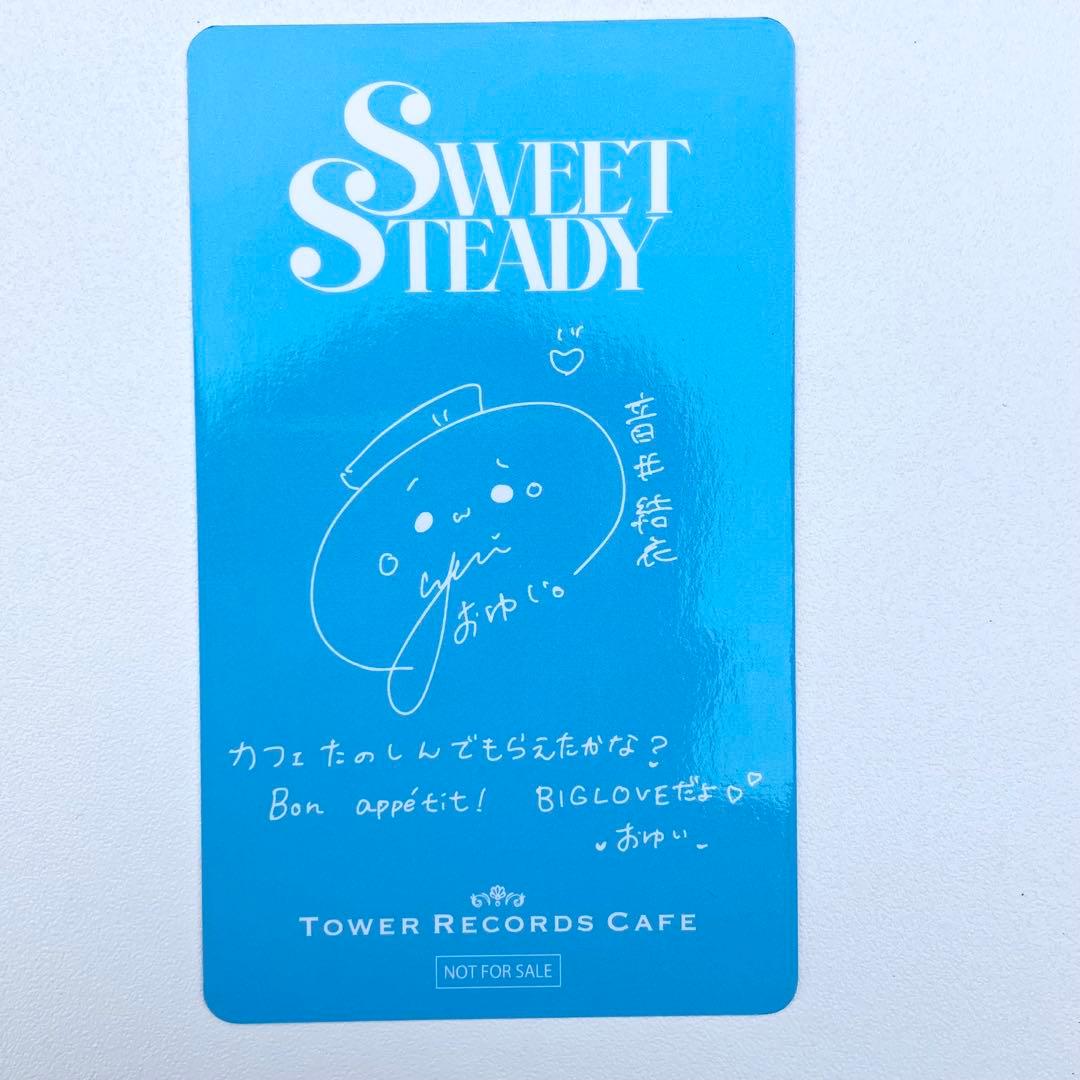 SWEET
STEADY
音井結衣
yui
おゆい。
カフェたのしんでもらえたかな?
Bon appétit! BIGLOVEだよ♡♡
おゆい
TOWER RECORDS CAFE
NOT FOR SALE